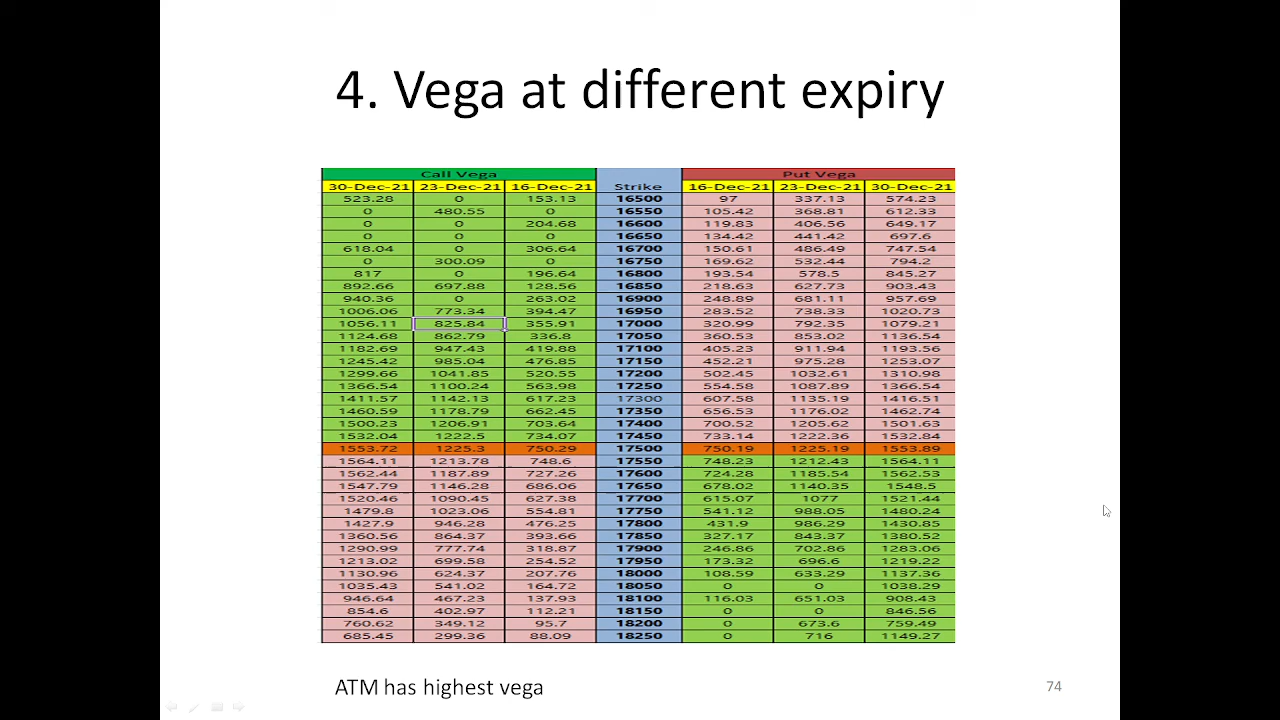 4. Vega at different expiry
Call Vega Put Vega
30-Dec-21 23-Dec-21 16-Dec-21 Strike 16-Dec-21 23-Dec-21 30-Dec-21
523.28 0 153.13 16500 97 337.13 574.23
0 480.55 0 16550 105.42 368.81 612.33
0 0 204.68 16600 119.83 406.56 649.17
0 0 0 16650 134.42 441.42 697.6
618.04 0 306.64 16700 150.61 486.49 747.54
0 300.09 0 16750 169.62 532.44 794.2
817 0 196.64 16800 193.54 578.5 845.27
892.66 697.88 128.56 16850 218.63 627.73 903.43
940.36 0 263.02 16900 248.89 681.11 957.69
1006.06 773.34 394.47 16950 283.52 738.33 1020.73
1056.11 825.84 355.91 17000 320.99 792.35 1079.21
1124.68 862.79 336.8 17050 360.53 853.02 1136.54
1182.69 947.43 419.88 17100 405.23 911.94 1193.56
1245.42 985.04 476.85 17150 452.21 975.28 1253.07
1299.66 1041.85 520.55 17200 502.45 1032.61 1310.98
1366.54 1100.24 563.98 17250 554.58 1087.89 1366.54
1411.57 1142.13 617.23 17300 607.58 1135.19 1416.51
1460.59 1178.79 662.45 17350 656.53 1176.02 1462.74
1500.23 1206.91 703.64 17400 700.52 1205.62 1501.63
1532.04 1222.5 734.07 17450 733.14 1222.36 1532.84
1553.72 1225.3 750.29 17500 750.19 1225.19 1553.89
1564.11 1213.78 748.6 17550 748.23 1212.43 1564.11
1562.44 1187.89 727.26 17600 724.28 1185.54 1562.53
1547.79 1146.28 686.06 17650 678.02 1140.35 1548.5
1520.46 1090.45 627.38 17700 615.07 1077 1521.44
1479.8 1023.06 554.81 17750 541.12 988.05 1480.24
1427.9 946.28 476.25 17800 431.9 986.29 1430.85
1360.56 864.37 393.66 17850 327.17 843.37 1380.52
1290.99 777.74 318.87 17900 246.86 702.86 1283.06
1213.02 699.58 254.52 17950 173.32 696.6 1219.22
1130.96 624.37 207.76 18000 108.59 633.29 1137.36
1035.43 541.02 164.72 18050 0 0 1038.29
946.64 467.23 137.93 18100 116.03 651.03 908.43
854.6 402.97 112.21 18150 0 0 846.56
760.62 349.12 95.7 18200 0 673.6 759.49
685.45 299.36 88.09 18250 0 716 1149.27
ATM has highest vega
74